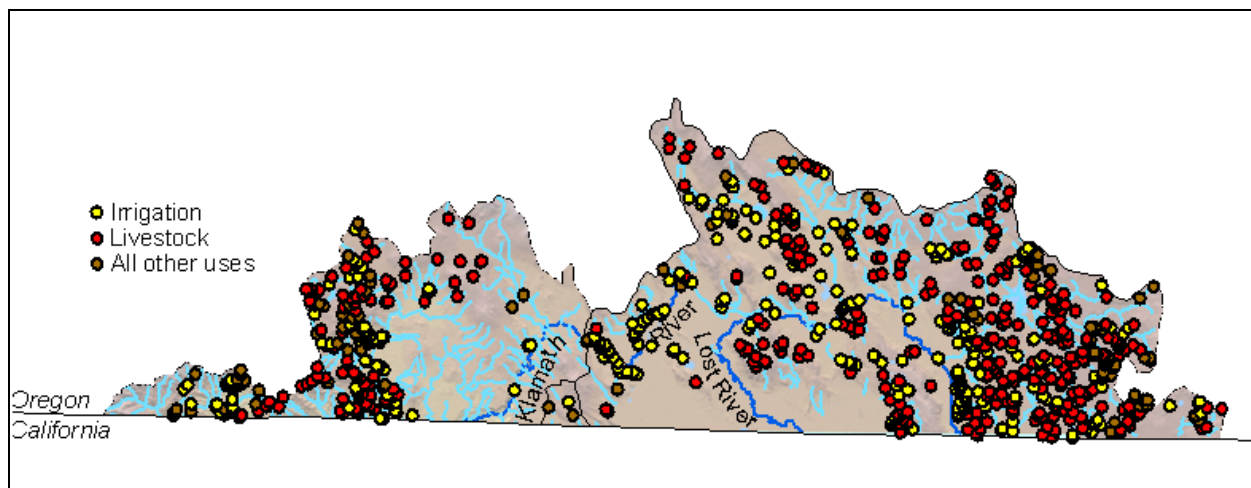 Irrigation
Livestock
All other uses
Oregon
California
Klamath
River
Lost River